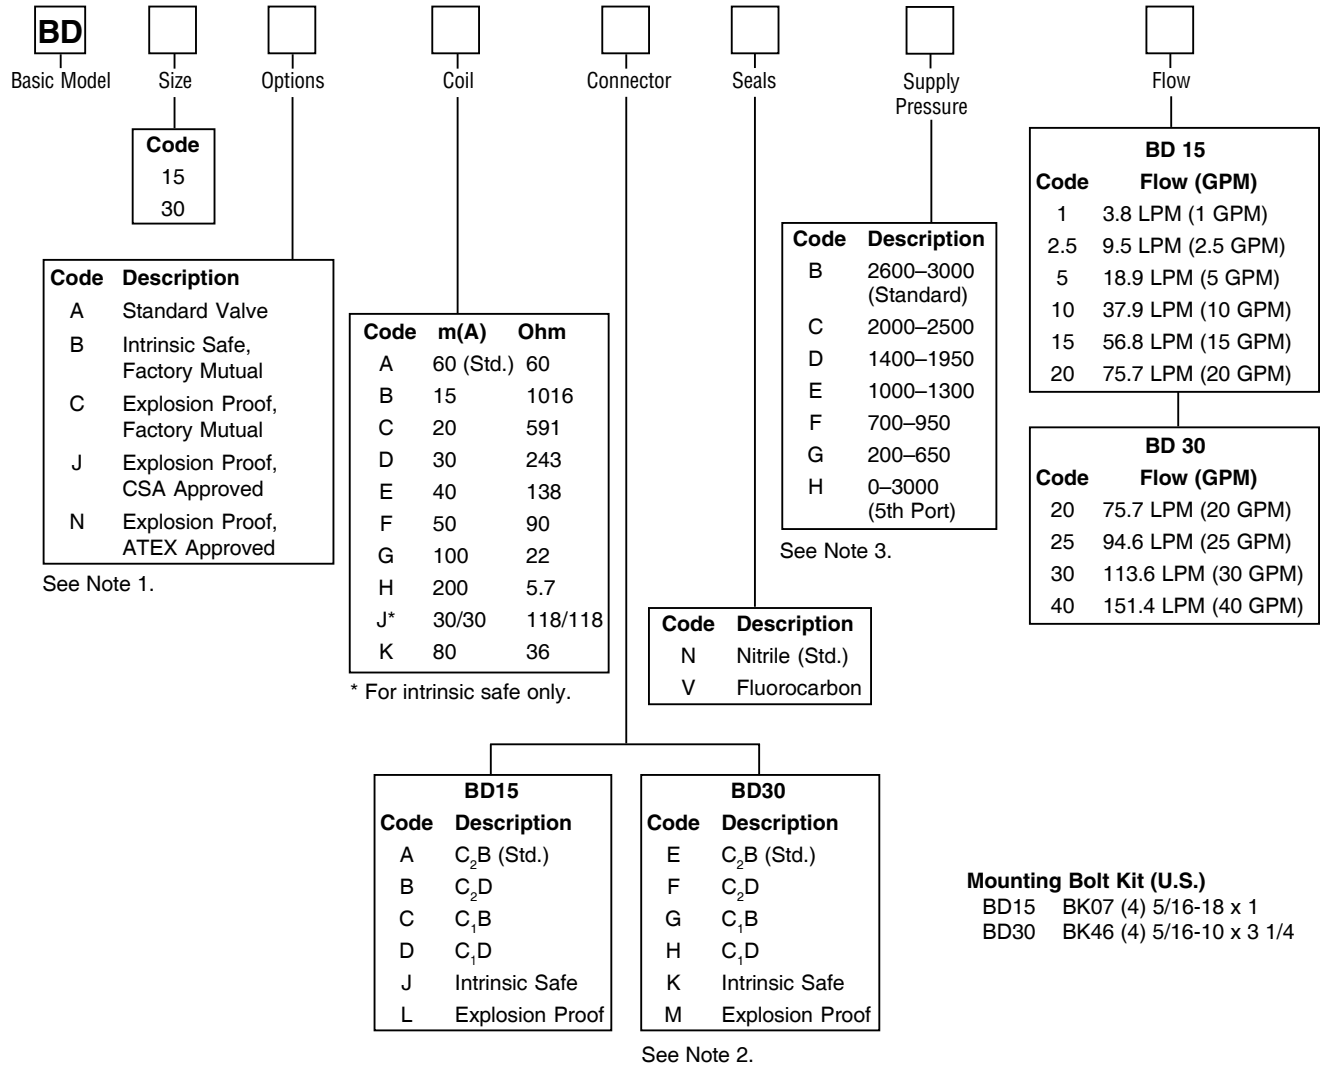 BD
Basic Model
Size
Options
Coil
Connector
Seals
Supply
Pressure
Flow
Code
15
30
Code Description
A Standard Valve
B Intrinsic Safe,
Factory Mutual
C Explosion Proof,
Factory Mutual
J Explosion Proof,
CSA Approved
N Explosion Proof,
ATEX Approved
See Note 1.
Code m(A) Ohm
A 60 (Std.) 60
B 15 1016
C 20 591
D 30 243
E 40 138
F 50 90
G 100 22
H 200 5.7
J* 30/30 118/118
K 80 36
* For intrinsic safe only.
BD15
Code Description
A C₂B (Std.)
B C₂D
C C₁B
D C₁D
J Intrinsic Safe
L Explosion Proof
BD30
Code Description
E C₂B (Std.)
F C₂D
G C₁B
H C₁D
K Intrinsic Safe
M Explosion Proof
See Note 2.
Code Description
N Nitrile (Std.)
V Fluorocarbon
Code Description
B 2600–3000
(Standard)
C 2000–2500
D 1400–1950
E 1000–1300
F 700–950
G 200–650
H 0–3000
(5th Port)
See Note 3.
BD 15
Code Flow (GPM)
1 3.8 LPM (1 GPM)
2.5 9.5 LPM (2.5 GPM)
5 18.9 LPM (5 GPM)
10 37.9 LPM (10 GPM)
15 56.8 LPM (15 GPM)
20 75.7 LPM (20 GPM)
BD 30
Code Flow (GPM)
20 75.7 LPM (20 GPM)
25 94.6 LPM (25 GPM)
30 113.6 LPM (30 GPM)
40 151.4 LPM (40 GPM)
Mounting Bolt Kit (U.S.)
BD15 BK07 (4) 5/16-18 x 1
BD30 BK46 (4) 5/16-10 x 3 1/4